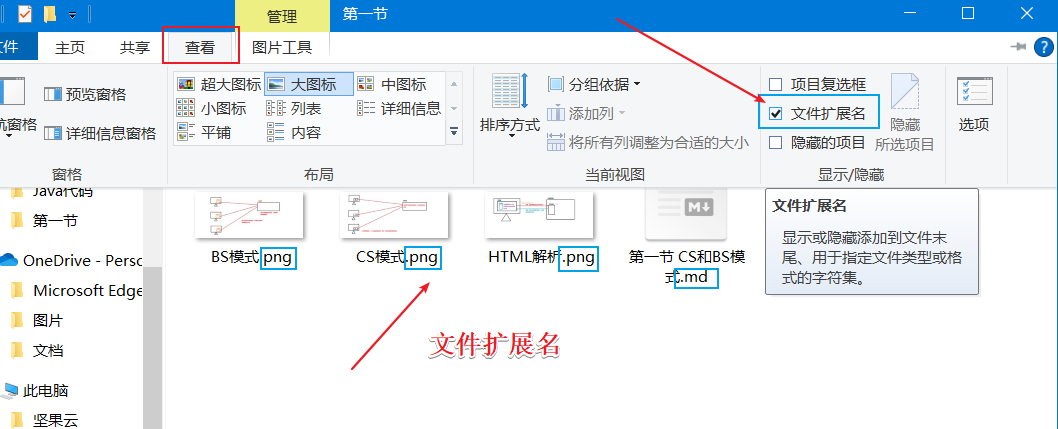 管理
第一节
文件
主页
共享
查看
图片工具
预览窗格
航窗格
详细信息窗格
窗格
超大图标
大图标
中图标
小图标
列表
详细信息
平铺
内容
布局
排序方式
分组依据
添加列
将所有列调整为合适的大小
当前视图
项目复选框
文件扩展名
隐藏的项目
隐藏
所选项目
显示/隐藏
选项
Java代码
第一节
OneDrive - Perso
Microsoft Edge
图片
文档
此电脑
坚果云
BS模式.png
CS模式.png
HTML解析.png
M
第一节 CS和BS模
式.md
文件扩展名
显示或隐藏添加到文件末
尾、用于指定文件类型或格
式的字符集。
文件扩展名